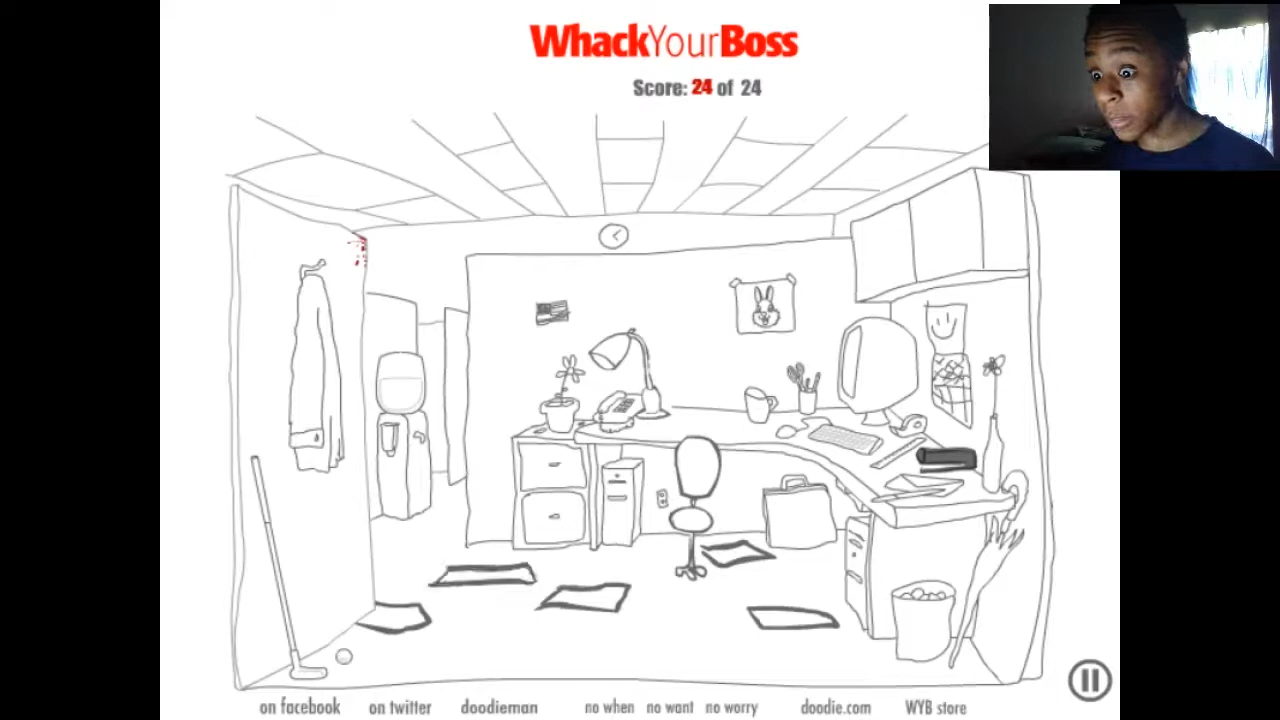 WhackYourBoss
Score: 24 of 24
on facebook on twitter doodieman no when no want no worry doodie.com WYB store